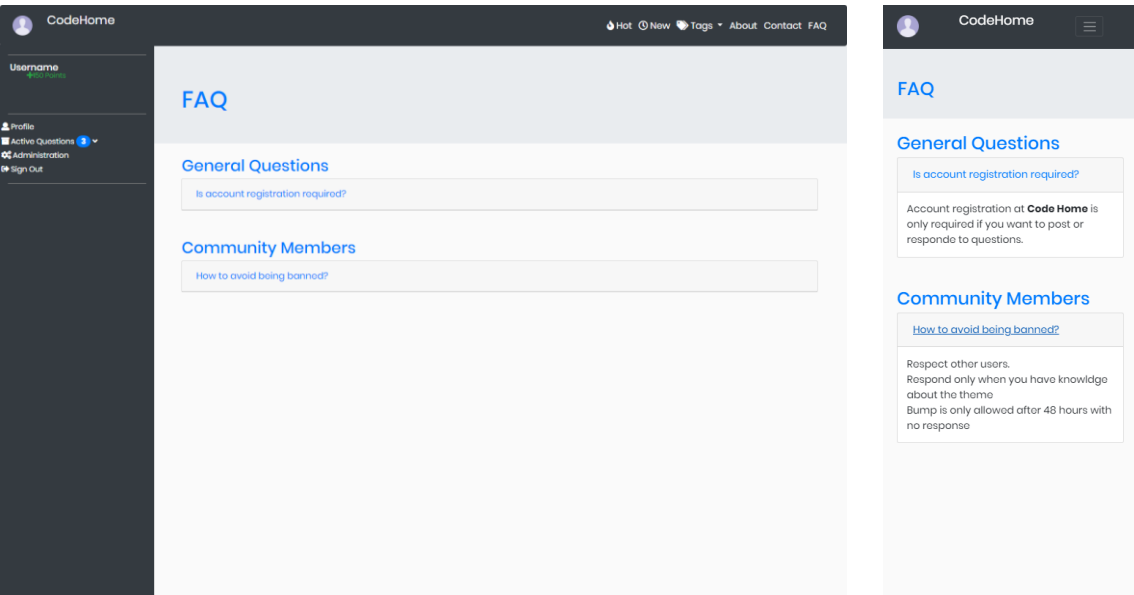 CodeHome
Hot New Tags About Contact FAQ
Username
+150 Points
Profile
Active Questions 3
Administration
Sign Out
FAQ
General Questions
Is account registration required?
Community Members
How to avoid being banned?
CodeHome
FAQ
General Questions
Is account registration required?
Account registration at Code Home is
only required if you want to post or
responde to questions.
Community Members
How to avoid being banned?
Respect other users.
Respond only when you have knowldge
about the theme
Bump is only allowed after 48 hours with
no response